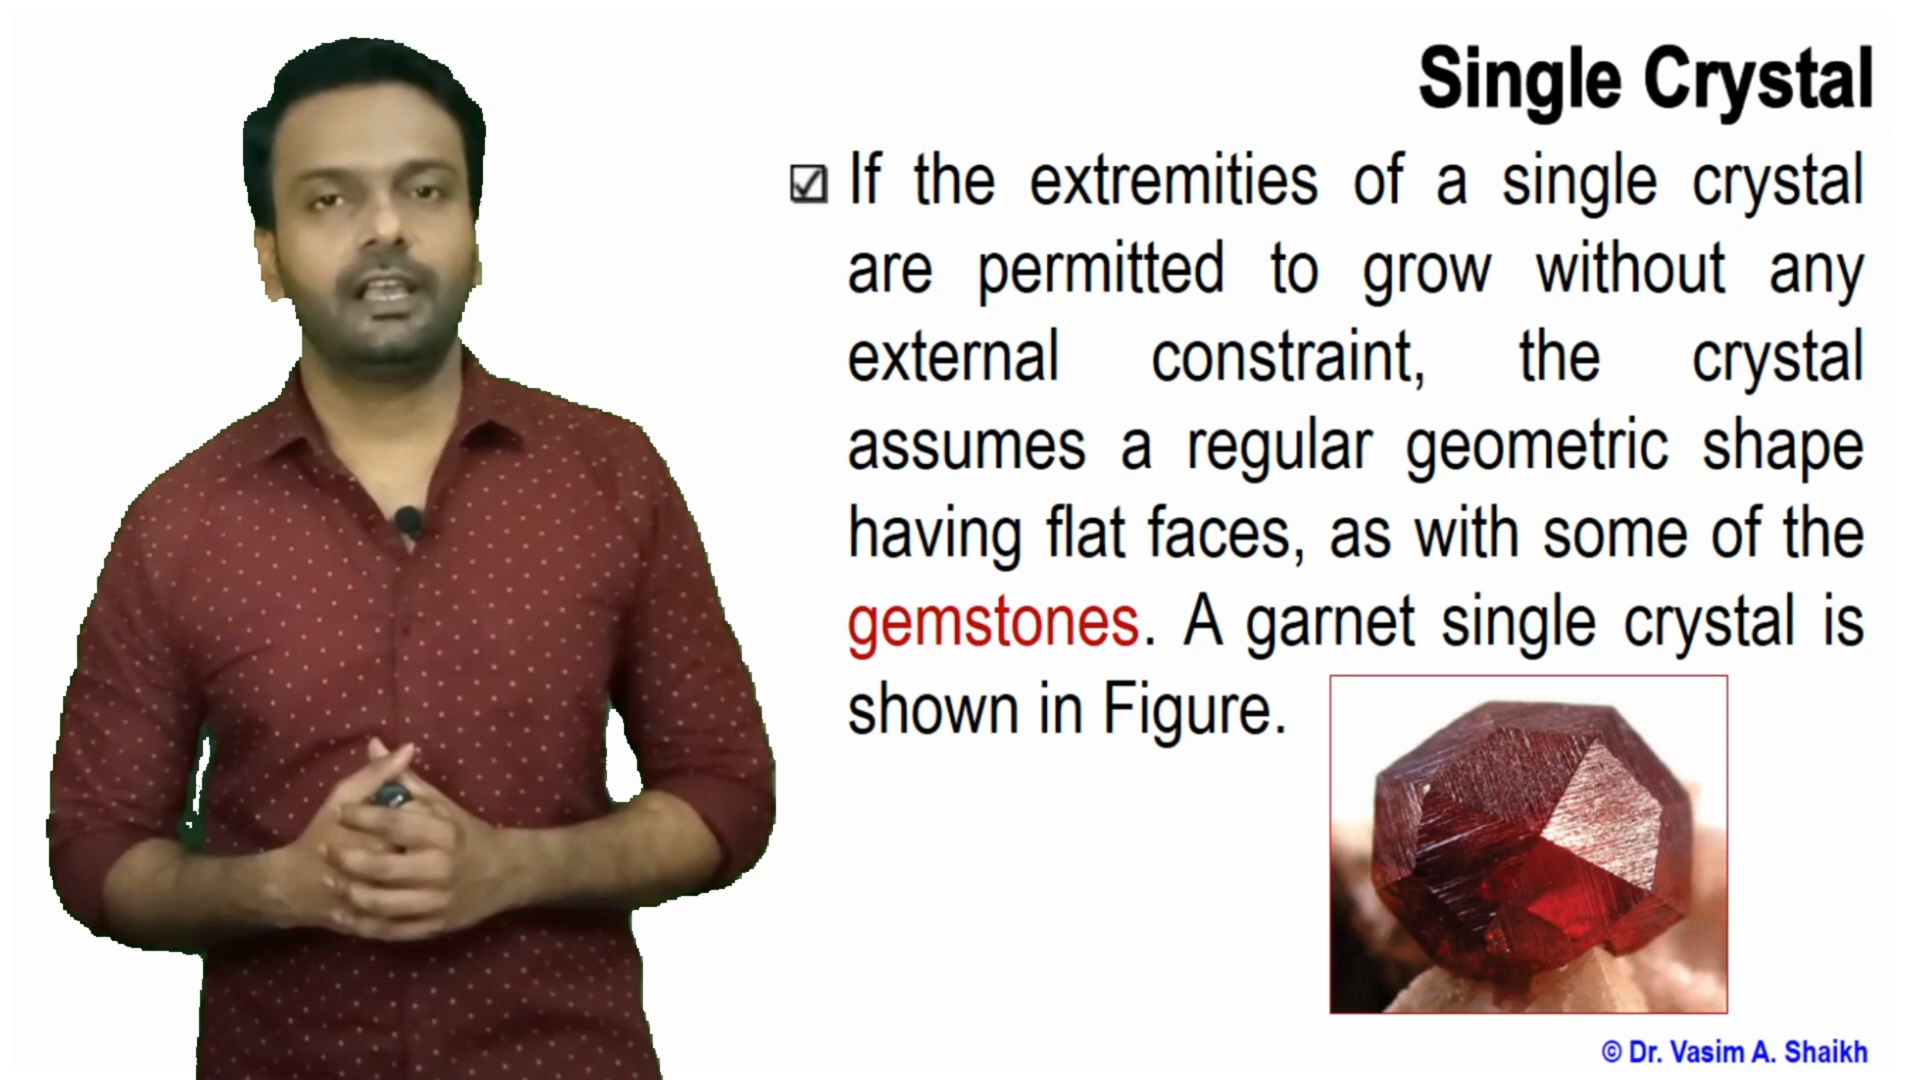 Single Crystal
☑ If the extremities of a single crystal
are permitted to grow without any
external constraint, the crystal
assumes a regular geometric shape
having flat faces, as with some of the
gemstones. A garnet single crystal is
shown in Figure.
© Dr. Vasim A. Shaikh